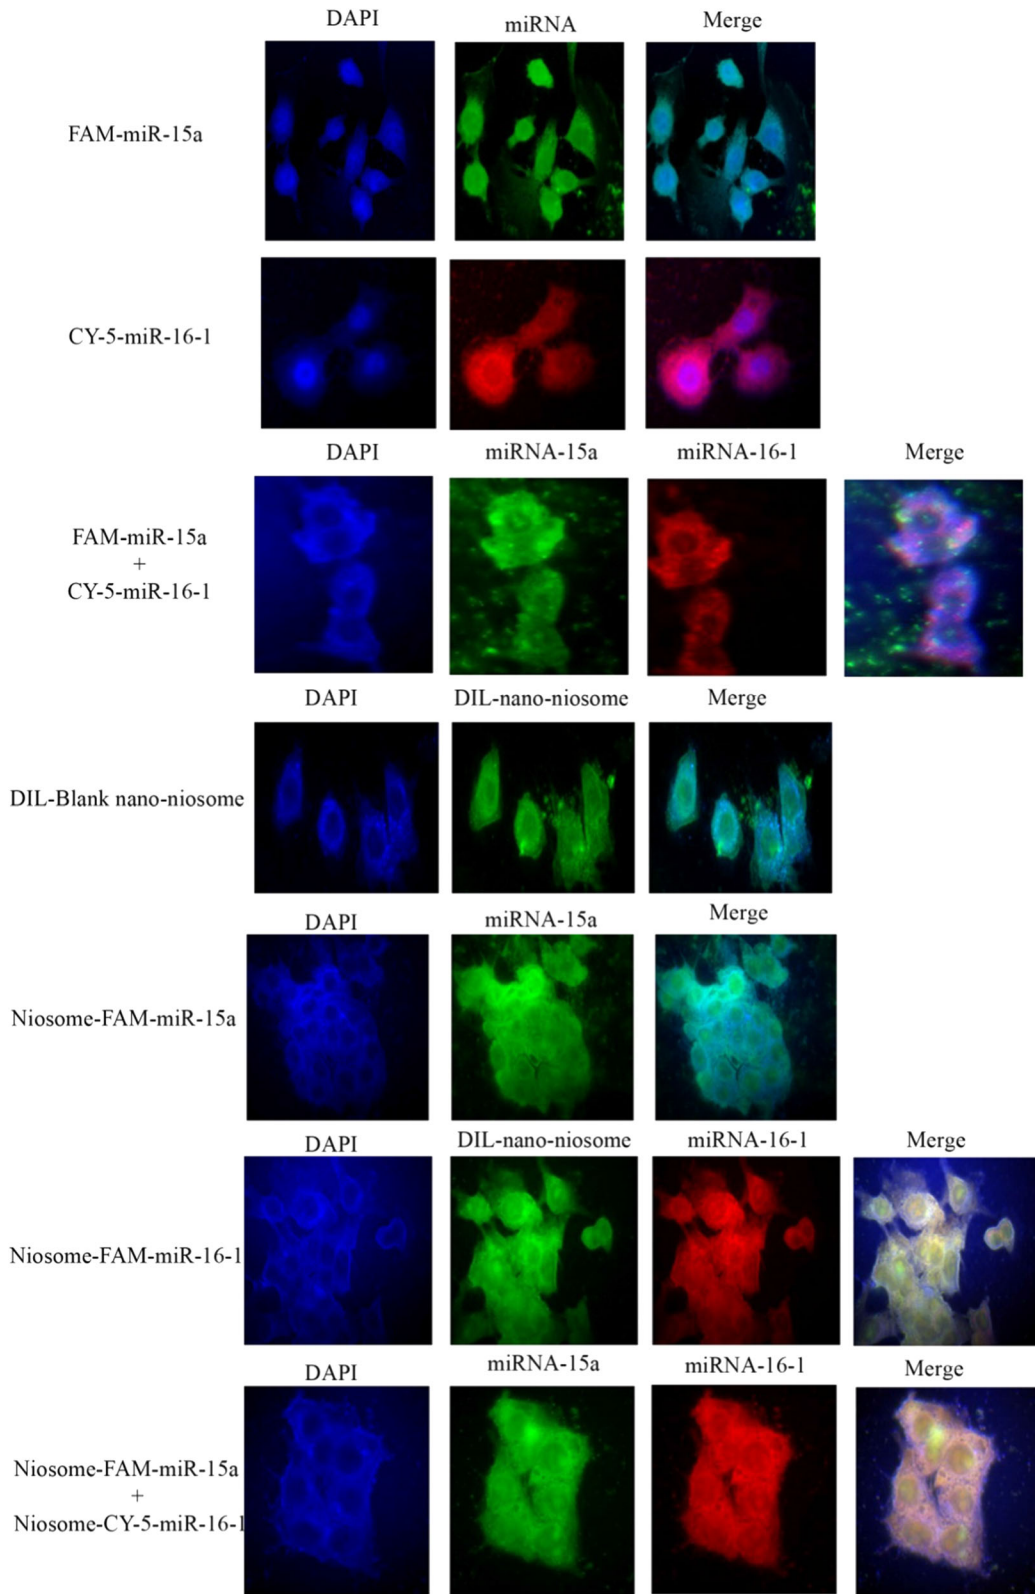 DAPI miRNA Merge
FAM-miR-15a
CY-5-miR-16-1
DAPI miRNA-15a miRNA-16-1 Merge
FAM-miR-15a
+
CY-5-miR-16-1
DAPI DIL-nano-niosome Merge
DIL-Blank nano-niosome
DAPI miRNA-15a Merge
Niosome-FAM-miR-15a
DAPI DIL-nano-niosome miRNA-16-1 Merge
Niosome-FAM-miR-16-1
DAPI miRNA-15a miRNA-16-1 Merge
Niosome-FAM-miR-15a
+
Niosome-CY-5-miR-16-1